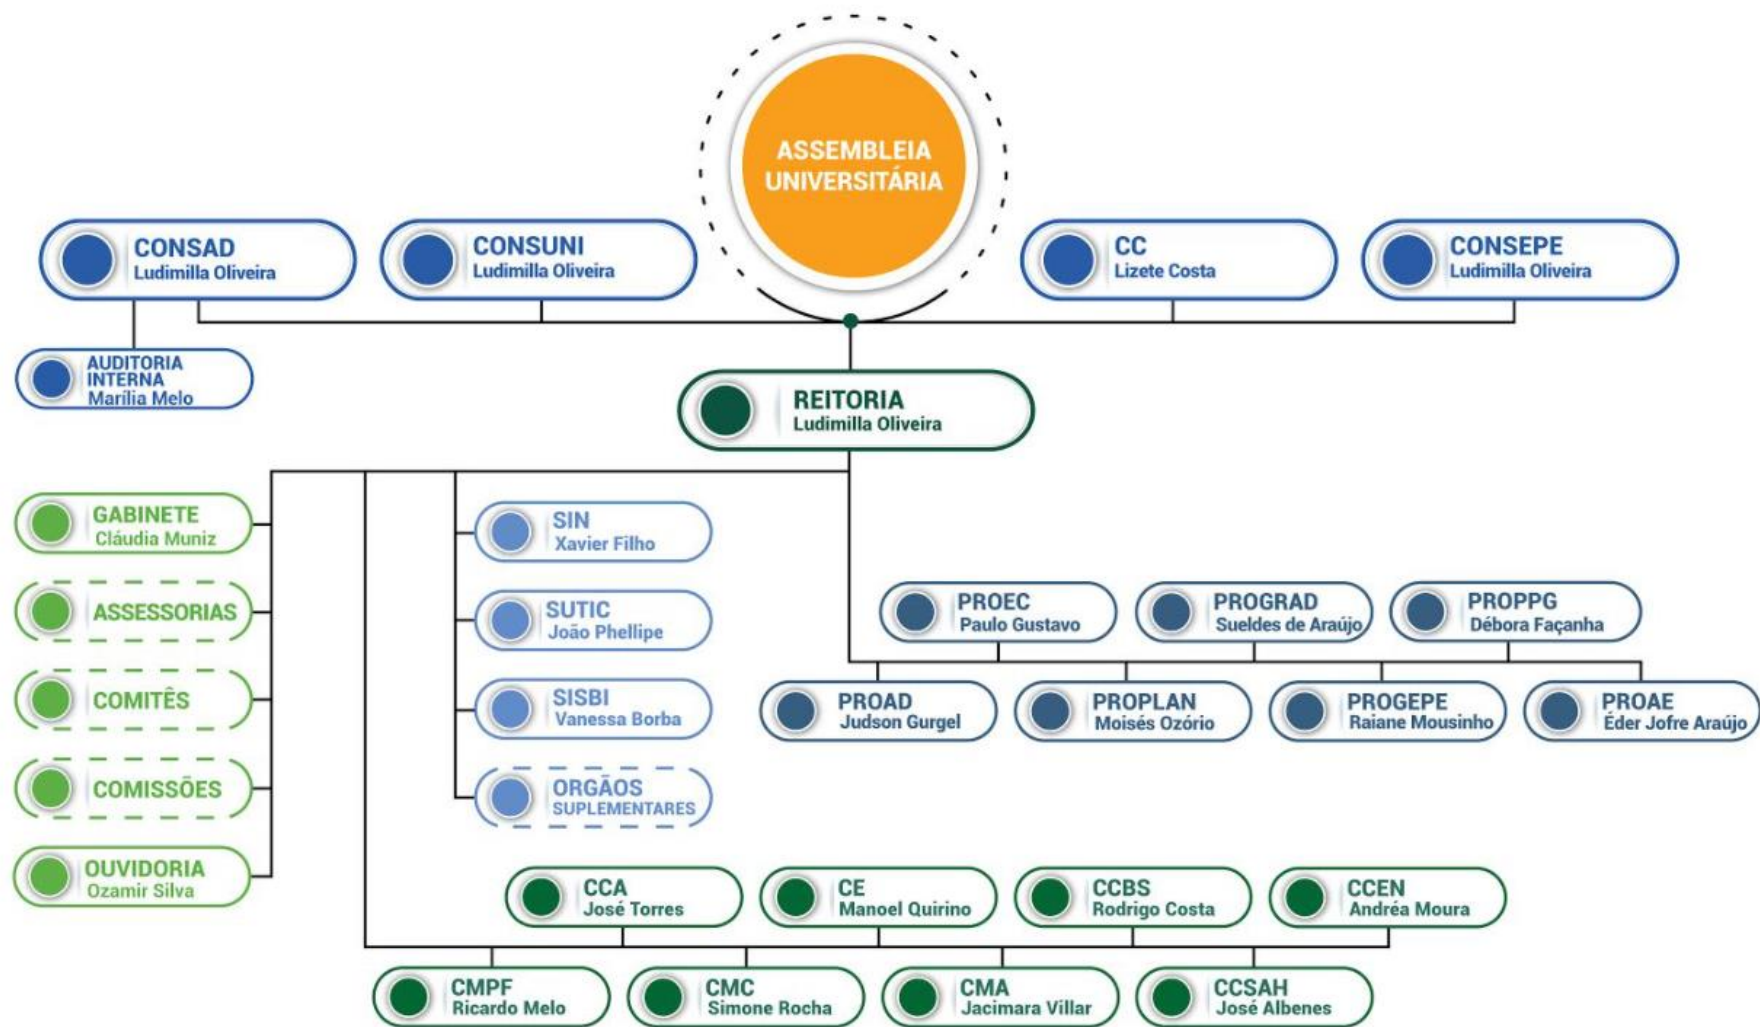 ASSEMBLEIA
UNIVERSITÁRIA
CONSAD
Ludimilla Oliveira
CONSUNI
Ludimilla Oliveira
CC
Lizete Costa
CONSEPE
Ludimilla Oliveira
AUDITORIA
INTERNA
Marília Melo
REITORIA
Ludimilla Oliveira
GABINETE
Cláudia Muniz
ASSESSORIAS
COMITÊS
COMISSÕES
OUVIDORIA
Ozamir Silva
SIN
Xavier Filho
SUTIC
João Phellipe
SISBI
Vanessa Borba
ORGÃOS
SUPLEMENTARES
PROEC
Paulo Gustavo
PROGRAD
Sueldes de Araújo
PROPPG
Débora Façanha
PROAD
Judson Gurgel
PROPLAN
Moisés Ozório
PROGEPE
Raiane Mousinho
PROAE
Éder Jofre Araújo
CCA
José Torres
CE
Manoel Quirino
CCBS
Rodrigo Costa
CCEN
Andréa Moura
CMPF
Ricardo Melo
CMC
Simone Rocha
CMA
Jacimara Villar
CCSAH
José Albenes